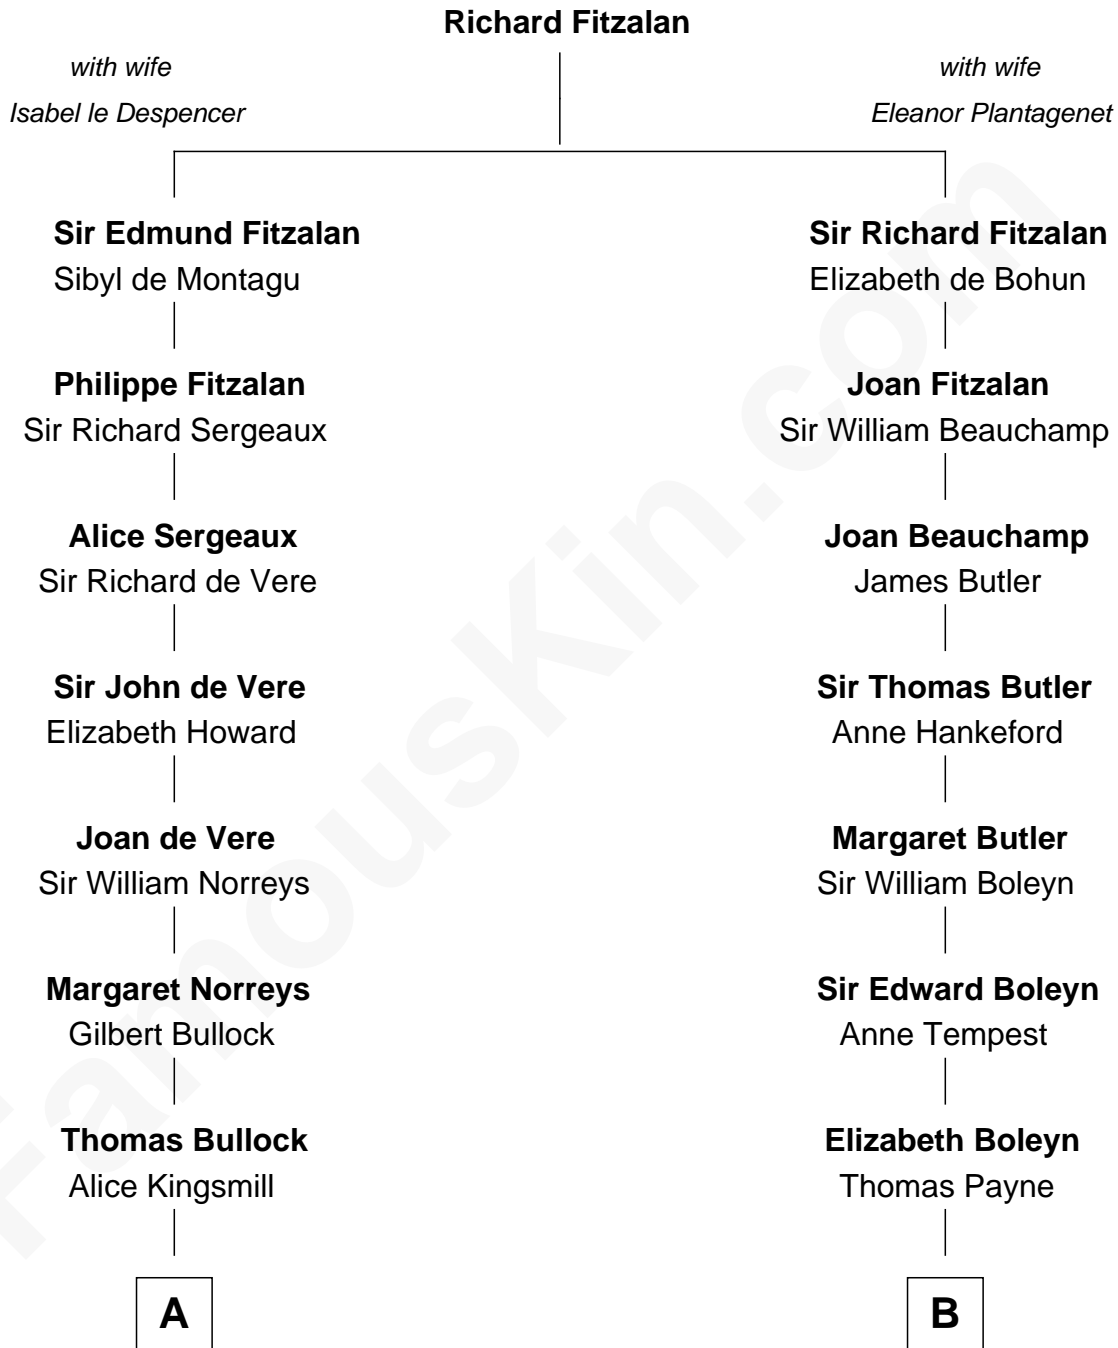 Richard Fitzalan
with wife
Isabel le Despencer
with wife
Eleanor Plantagenet
Sir Edmund Fitzalan
Sibyl de Montagu
Sir Richard Fitzalan
Elizabeth de Bohun
Philippe Fitzalan
Sir Richard Sergeaux
Joan Fitzalan
Sir William Beauchamp
Alice Sergeaux
Sir Richard de Vere
Joan Beauchamp
James Butler
Sir John de Vere
Elizabeth Howard
Sir Thomas Butler
Anne Hankeford
Joan de Vere
Sir William Norreys
Margaret Butler
Sir William Boleyn
Margaret Norreys
Gilbert Bullock
Sir Edward Boleyn
Anne Tempest
Thomas Bullock
Alice Kingsmill
Elizabeth Boleyn
Thomas Payne
A
B
FamousKin.com